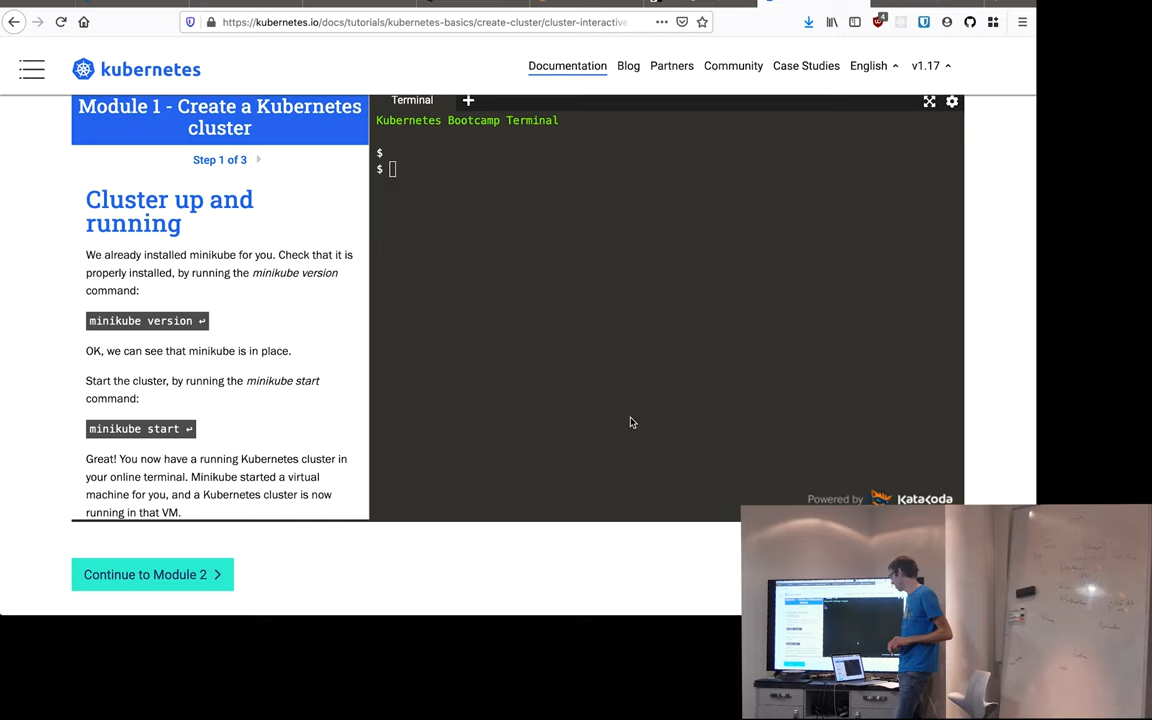 https://kubernetes.io/docs/tutorials/kubernetes-basics/create-cluster/cluster-interactive
4
kubernetes
Documentation
Blog
Partners
Community
Case Studies
English
v1.17
Module 1 - Create a Kubernetes
cluster
Step 1 of 3
Cluster up and
running
We already installed minikube for you. Check that it is
properly installed, by running the minikube version
command:
minikube version ↩
OK, we can see that minikube is in place.
Start the cluster, by running the minikube start
command:
minikube start ↩
Great! You now have a running Kubernetes cluster in
your online terminal. Minikube started a virtual
machine for you, and a Kubernetes cluster is now
running in that VM.
Terminal
+
Kubernetes Bootcamp Terminal
$
$
Powered by Katakoda
Continue to Module 2